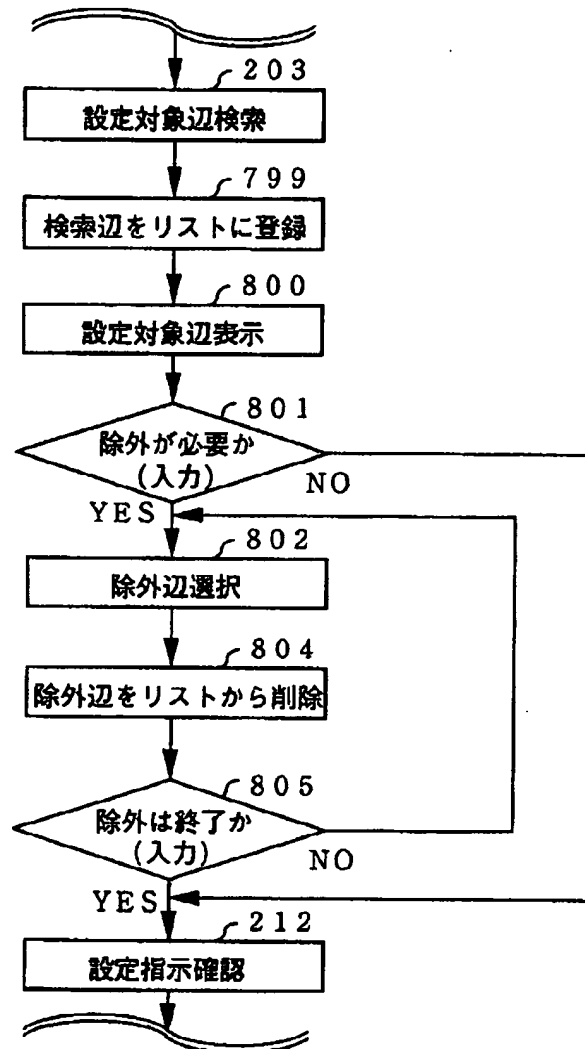 203
設定対象辺検索
799
検索辺をリストに登録
800
設定対象辺表示
801
除外が必要か
(入力)
NO
YES
802
除外辺選択
804
除外辺をリストから削除
805
除外は終了か
(入力)
NO
YES
212
設定指示確認